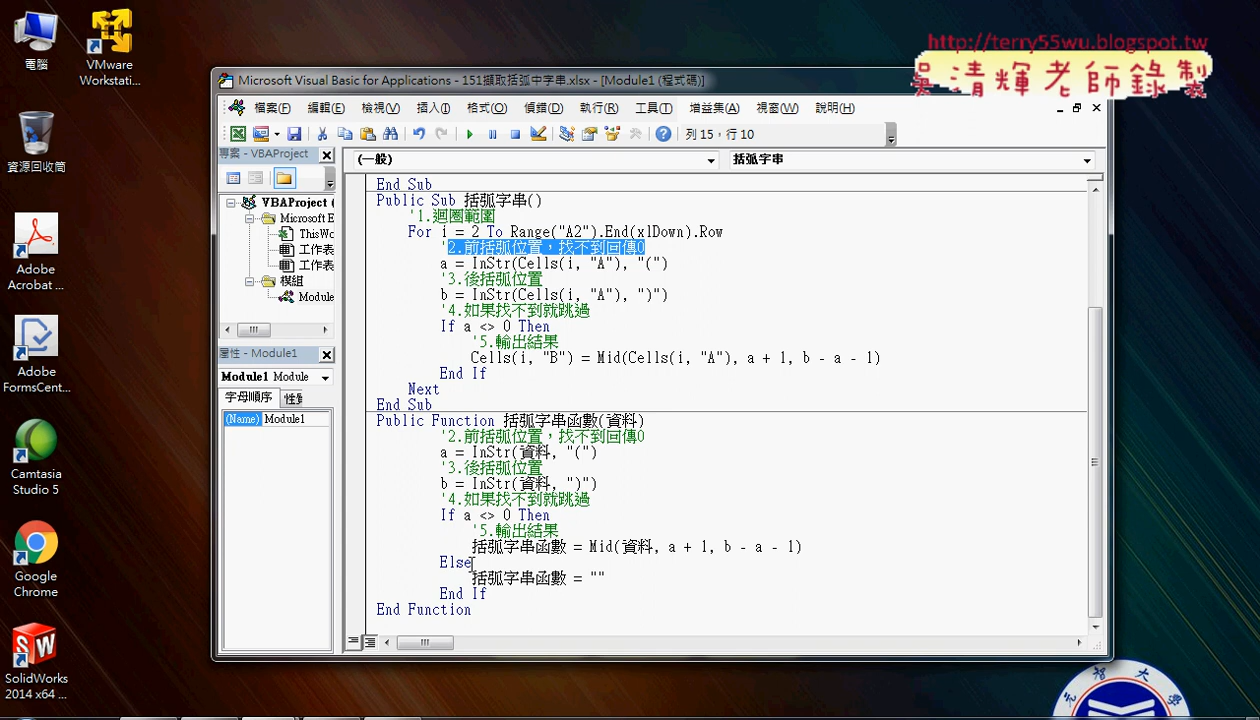 電腦
VMware
Workstati...
資源回收筒
Adobe
Acrobat ...
Adobe
FormsCent...
Camtasia
Studio 5
Google
Chrome
SolidWorks
2014 x64 ...
http://terry55wu.blogspot.tw
吳清輝老師錄製
Microsoft Visual Basic for Applications - 151擷取括弧中字串.xlsx - [Module1 (程式碼)]
檔案(F) 編輯(E) 檢視(V) 插入(I) 格式(O) 偵錯(D) 執行(R) 工具(T) 增益集(A) 視窗(W) 說明(H)
列 15，行 10
專案 - VBAProject
VBAProject (
Microsoft E
ThisWo
工作表
工作表
模組
Module
屬性 - Module1
Module1 Module
字母順序
(Name) Module1
(一般) 括弧字串
End Sub
Public Sub 括弧字串()
'1.迴圈範圍
For i = 2 To Range("A2").End(xlDown).Row
'2.前括弧位置，找不到回傳0
a = InStr(Cells(i, "A"), "(")
'3.後括弧位置
b = InStr(Cells(i, "A"), ")")
'4.如果找不到就跳過
If a <> 0 Then
'5.輸出結果
Cells(i, "B") = Mid(Cells(i, "A"), a + 1, b - a - 1)
End If
Next
End Sub
Public Function 括弧字串函數(資料)
'2.前括弧位置，找不到回傳0
a = InStr(資料, "(")
'3.後括弧位置
b = InStr(資料, ")")
'4.如果找不到就跳過
If a <> 0 Then
'5.輸出結果
括弧字串函數 = Mid(資料, a + 1, b - a - 1)
Else
括弧字串函數 = ""
End If
End Function
元智大學